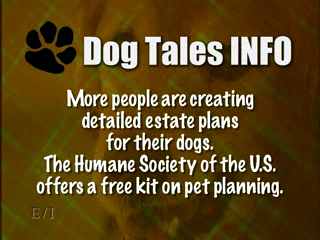 Dog Tales INFO
More people are creating
detailed estate plans
for their dogs.
The Humane Society of the U.S.
offers a free kit on pet planning.
E/I